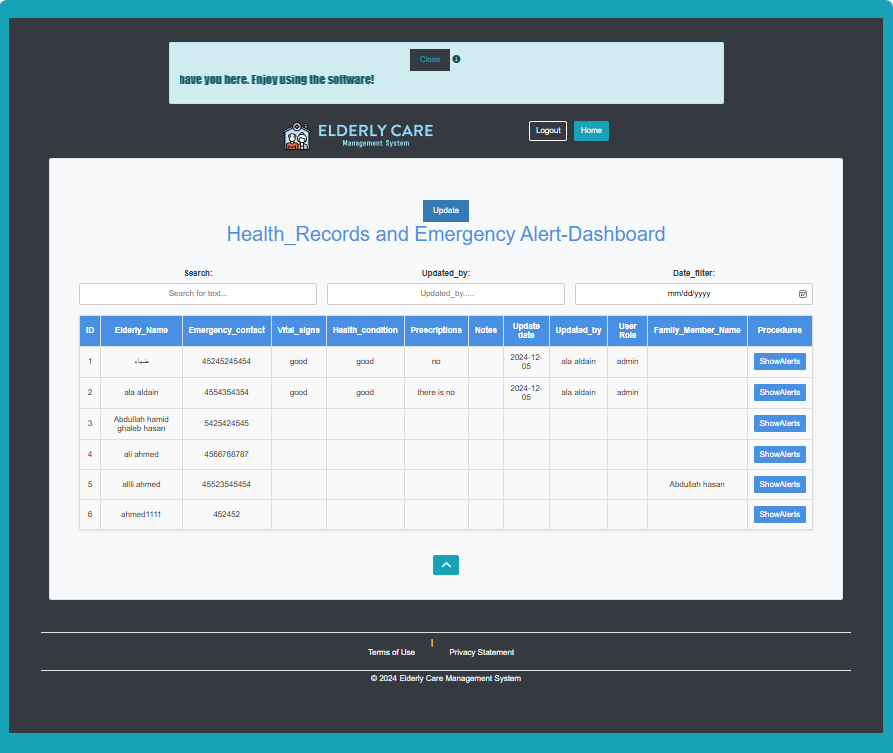 Close
have you here. Enjoy using the software!
ELDERLY CARE
Management System
Logout Home
Update
Health_Records and Emergency Alert-Dashboard
Search: Updated_by: Date_filter:
Search for text... Updated_by..... mm/dd/yyyy
ID Elderly_Name Emergency_contact Vital_signs Health_condition Prescriptions Notes Update date Updated_by User Role Family_Member_Name Procedures
1 ضياء 45245245454 good good no 2024-12-05 ala aldain admin ShowAlerts
2 ala aldain 4554354354 good good there is no 2024-12-05 ala aldain admin ShowAlerts
3 Abdullah hamid ghaleb hasan 5425424545 ShowAlerts
4 ali ahmed 4566788787 ShowAlerts
5 allli ahmed 45523545454 Abdullah hasan ShowAlerts
6 ahmed1111 452452 ShowAlerts
Terms of Use | Privacy Statement
© 2024 Elderly Care Management System